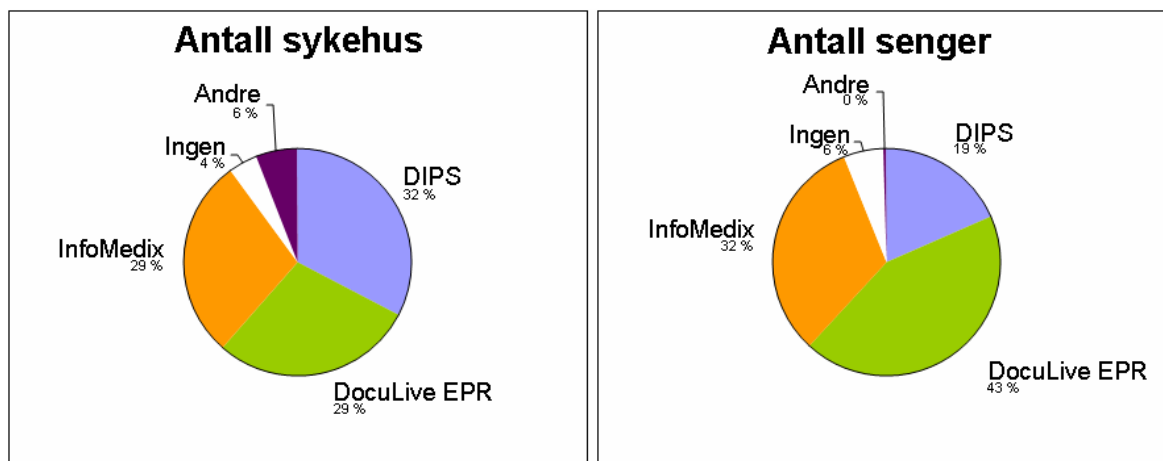 Antall sykehus
Andre
6 %
Ingen
4 %
DIPS
32 %
InfoMedix
29 %
DocuLive EPR
29 %
Antall senger
Andre
0 %
Ingen
6 %
DIPS
19 %
InfoMedix
32 %
DocuLive EPR
43 %